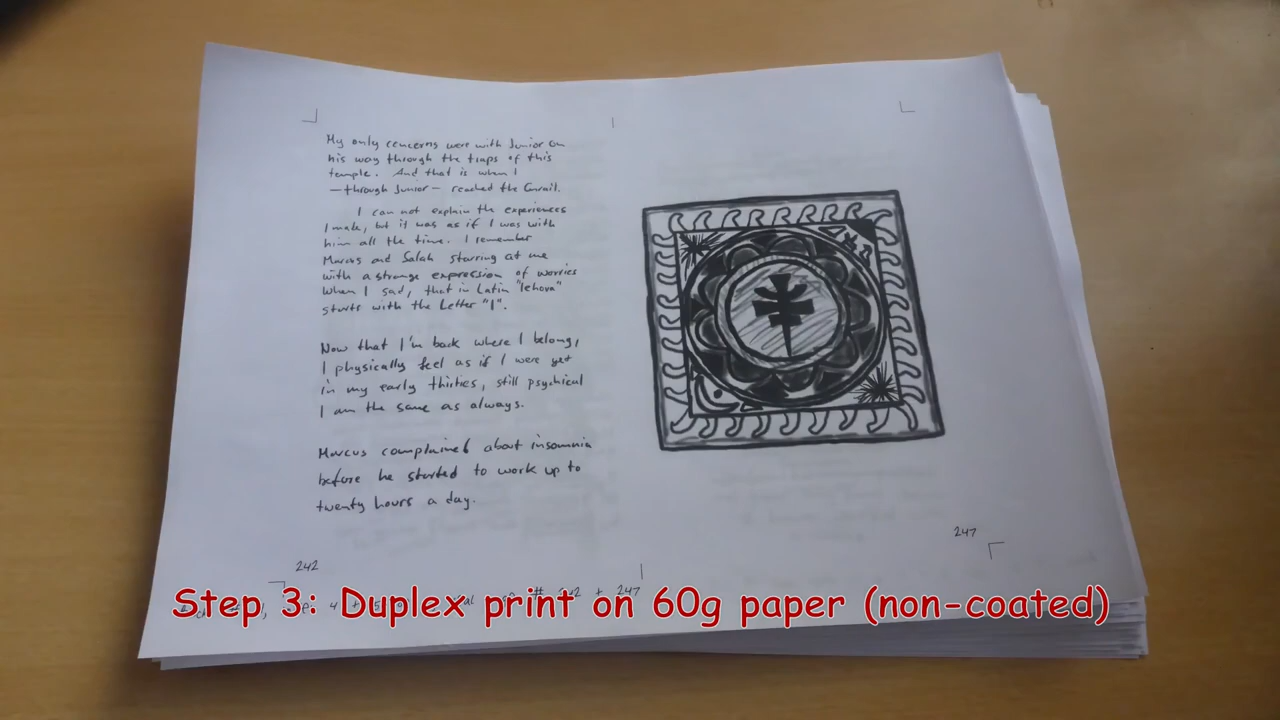 My only concerns were with Junior on
his way through the traps of this
temple. And that is when I
— through Junior — reached the Grail.
I can not explain the experiences
I made, but it was as if I was with
him all the time. I remember
Marcus and Salah starring at me
with a strange expression of worries
when I said, that in Latin "Iehova"
starts with the Letter "I".
Now that I'm back where I belong,
I physically feel as if I were yet
in my early thirties, still psychical
I am the same as always.
Marcus complained about insomnia
before he started to work up to
twenty hours a day.
242
247
# 242 + 247
Step 3: Duplex print on 60g paper (non-coated)